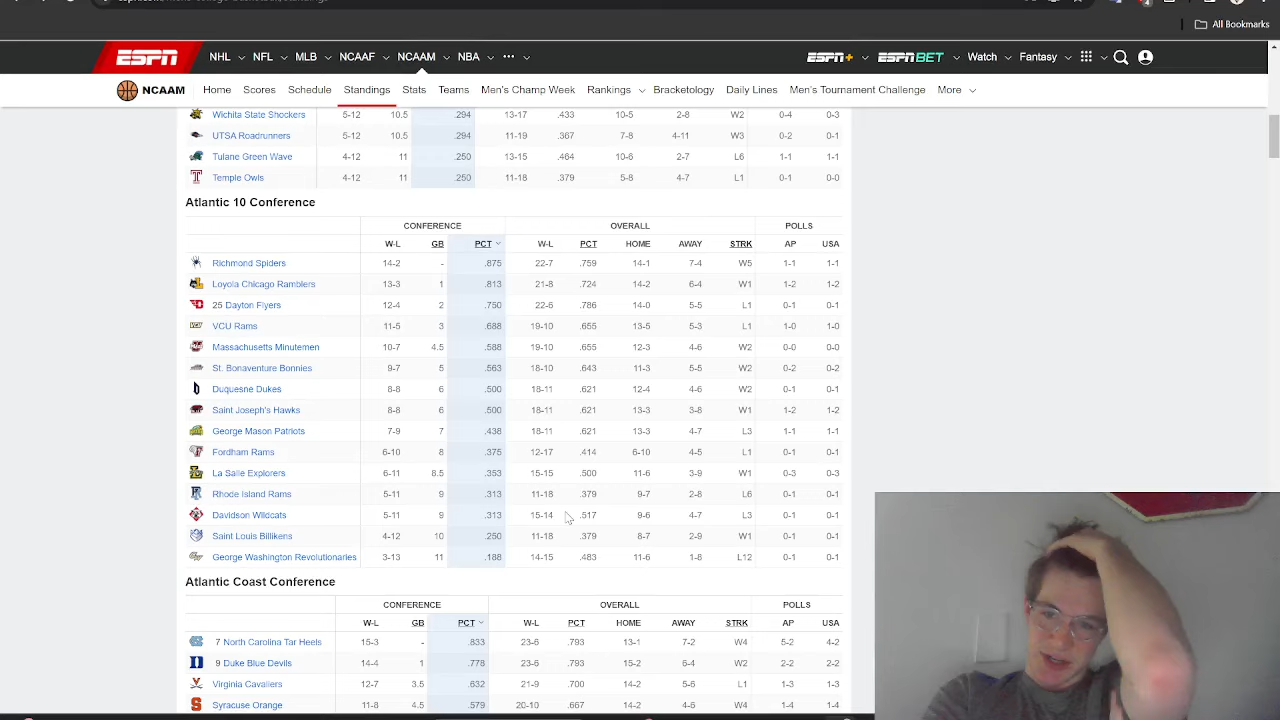 All Bookmarks
ESPN NHL NFL MLB NCAAF NCAAM NBA ESPN+ ESPN BET Watch Fantasy
NCAAM Home Scores Schedule Standings Stats Teams Men's Champ Week Rankings Bracketology Daily Lines Men's Tournament Challenge More
Wichita State Shockers 5-12 10.5 .294 13-17 .433 10-5 2-8 W2 0-4 0-3
UTSA Roadrunners 5-12 10.5 .294 11-19 .367 7-8 4-11 W3 0-2 0-1
Tulane Green Wave 4-12 11 .250 13-15 .464 10-6 2-7 L6 1-1 1-1
Temple Owls 4-12 11 .250 11-18 .379 5-8 4-7 L1 0-1 0-0
Atlantic 10 Conference
CONFERENCE OVERALL POLLS
W-L GB PCT W-L PCT HOME AWAY STRK AP USA
Richmond Spiders 14-2 - .875 22-7 .759 14-1 7-4 W5 1-1 1-1
Loyola Chicago Ramblers 13-3 1 .813 21-8 .724 14-2 6-4 W1 1-2 1-2
25 Dayton Flyers 12-4 2 .750 22-6 .786 14-0 5-5 L1 0-1 0-1
VCU Rams 11-5 3 .688 19-10 .655 13-5 5-3 L1 1-0 1-0
Massachusetts Minutemen 10-7 4.5 .588 19-10 .655 12-3 4-6 W2 0-0 0-0
St. Bonaventure Bonnies 9-7 5 .563 18-10 .643 11-3 5-5 W2 0-2 0-2
Duquesne Dukes 8-8 6 .500 18-11 .621 12-4 4-6 W2 0-1 0-1
Saint Joseph's Hawks 8-8 6 .500 18-11 .621 13-3 3-8 W1 1-2 1-2
George Mason Patriots 7-9 7 .438 18-11 .621 13-3 4-7 L3 1-1 1-1
Fordham Rams 6-10 8 .375 12-17 .414 6-10 4-5 L1 0-1 0-1
La Salle Explorers 6-11 8.5 .353 15-15 .500 11-6 3-9 W1 0-3 0-3
Rhode Island Rams 5-11 9 .313 11-18 .379 9-7 2-8 L6 0-1 0-1
Davidson Wildcats 5-11 9 .313 15-14 .517 9-6 4-7 L3 0-1 0-1
Saint Louis Billikens 4-12 10 .250 11-18 .379 8-7 2-9 W1 0-1 0-1
George Washington Revolutionaries 3-13 11 .188 14-15 .483 11-6 1-8 L12 0-1 0-1
Atlantic Coast Conference
CONFERENCE OVERALL POLLS
W-L GB PCT W-L PCT HOME AWAY STRK AP USA
7 North Carolina Tar Heels 15-3 - .833 23-6 .793 13-1 7-2 W4 5-2 4-2
9 Duke Blue Devils 14-4 1 .778 23-6 .793 15-2 6-4 W2 2-2 2-2
Virginia Cavaliers 12-7 3.5 .632 21-9 .700 14-2 5-6 L1 1-3 1-3
Syracuse Orange 11-8 4.5 .579 20-10 .667 14-2 4-6 W4 1-4 1-4